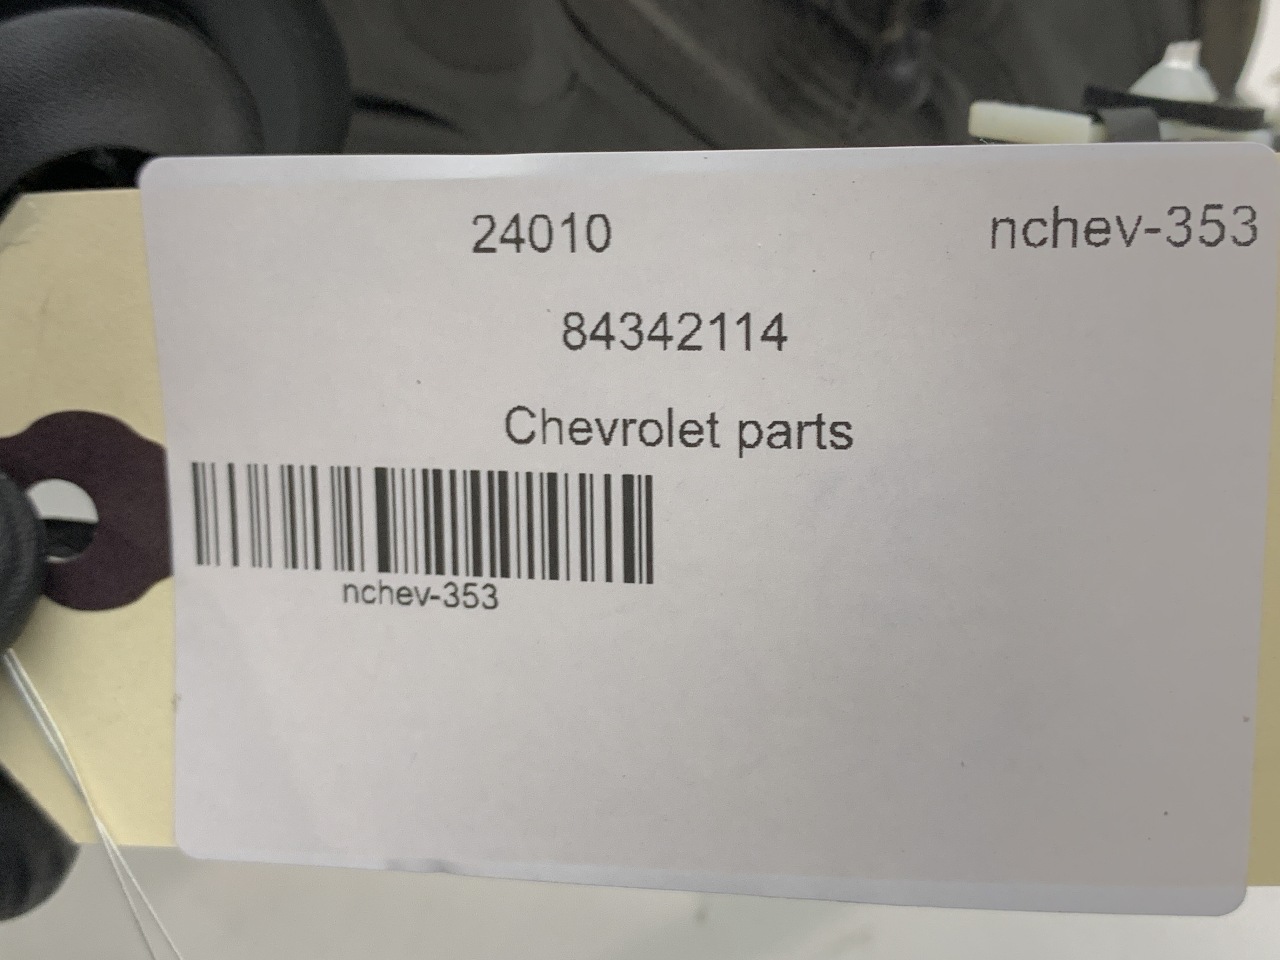 24010 nchev-353
84342114
Chevrolet parts
nchev-353